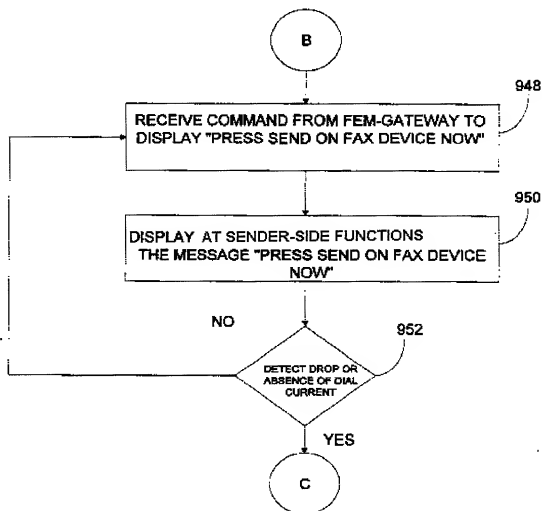 B
948
RECEIVE COMMAND FROM FEM-GATEWAY TO
DISPLAY "PRESS SEND ON FAX DEVICE NOW"
950
DISPLAY AT SENDER-SIDE FUNCTIONS
THE MESSAGE "PRESS SEND ON FAX DEVICE
NOW"
NO
952
DETECT DROP OR
ABSENCE OF DIAL
CURRENT
YES
C